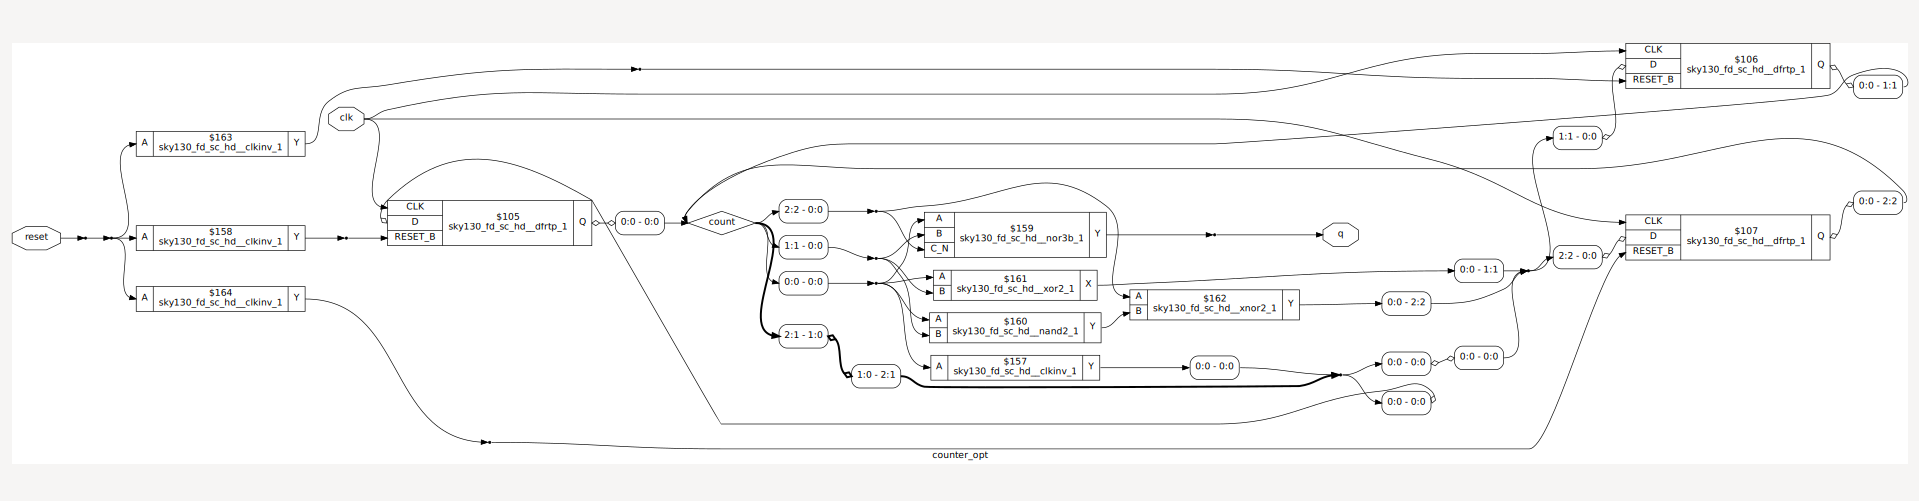 CLK
D
RESET_B
$106
sky130_fd_sc_hd__dfrtp_1
Q
0:0 - 1:1
clk
1:1 - 0:0
A
$163
sky130_fd_sc_hd__clkinv_1
Y
CLK
D
RESET_B
$105
sky130_fd_sc_hd__dfrtp_1
Q
0:0 - 0:0
count
2:2 - 0:0
1:1 - 0:0
0:0 - 0:0
2:1 - 1:0
1:0 - 2:1
A
B
C_N
$159
sky130_fd_sc_hd__nor3b_1
Y
q
0:0 - 2:2
CLK
D
RESET_B
$107
sky130_fd_sc_hd__dfrtp_1
Q
reset
A
$158
sky130_fd_sc_hd__clkinv_1
Y
2:2 - 0:0
A
B
$161
sky130_fd_sc_hd__xor2_1
X
0:0 - 1:1
A
$164
sky130_fd_sc_hd__clkinv_1
Y
A
B
$162
sky130_fd_sc_hd__xnor2_1
Y
0:0 - 2:2
A
B
$160
sky130_fd_sc_hd__nand2_1
Y
A
$157
sky130_fd_sc_hd__clkinv_1
Y
0:0 - 0:0
0:0 - 0:0
0:0 - 0:0
0:0 - 0:0
counter_opt